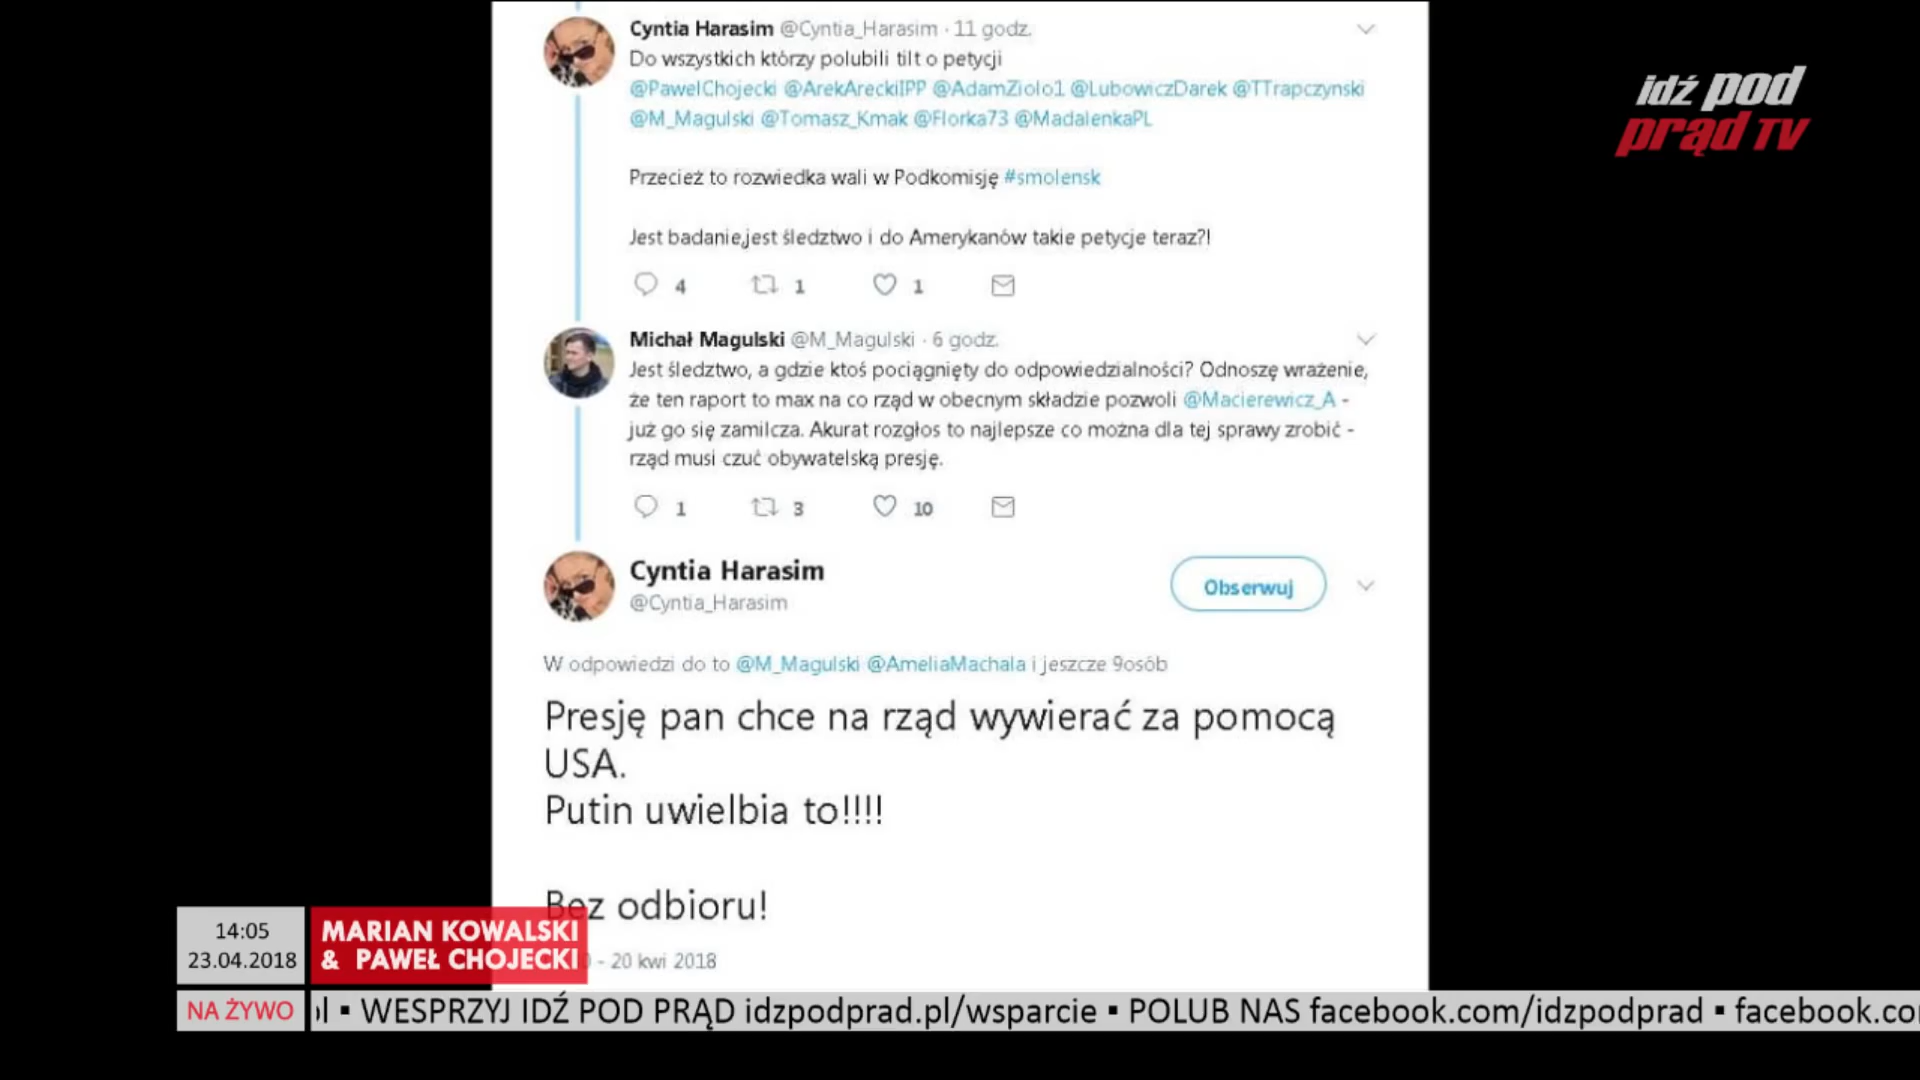 Cyntia Harasim @Cyntia_Harasim · 11 godz.
Do wszystkich którzy polubili tilt o petycji
@PawelChojecki @ArekAreckiIPP @AdamZiolo1 @LubowiczDarek @TTrapczynski
@M_Magulski @Tomasz_Kmak @Florka73 @MadalenkaPL
Przecież to rozwiedka wali w Podkomisję #smolensk
Jest badanie,jest śledztwo i do Amerykanów takie petycje teraz?!
4 1 1
Michał Magulski @M_Magulski · 6 godz.
Jest śledztwo, a gdzie ktoś pociągnięty do odpowiedzialności? Odnoszę wrażenie,
że ten raport to max na co rząd w obecnym składzie pozwoli @Macierewicz_A -
już go się zamilcza. Akurat rozgłos to najlepsze co można dla tej sprawy zrobić -
rząd musi czuć obywatelską presję.
1 3 10
Cyntia Harasim
@Cyntia_Harasim
Obserwuj
W odpowiedzi do to @M_Magulski @AmeliaMachala i jeszcze 9osób
Presję pan chce na rząd wywierać za pomocą
USA.
Putin uwielbia to!!!!
Bez odbioru!
- 20 kwi 2018
idź pod
prąd TV
14:05
23.04.2018
MARIAN KOWALSKI
& PAWEŁ CHOJECKI
NA ŻYWO
l ▪ WESPRZYJ IDŹ POD PRĄD idzpodprad.pl/wsparcie ▪ POLUB NAS facebook.com/idzpodprad ▪ facebook.co